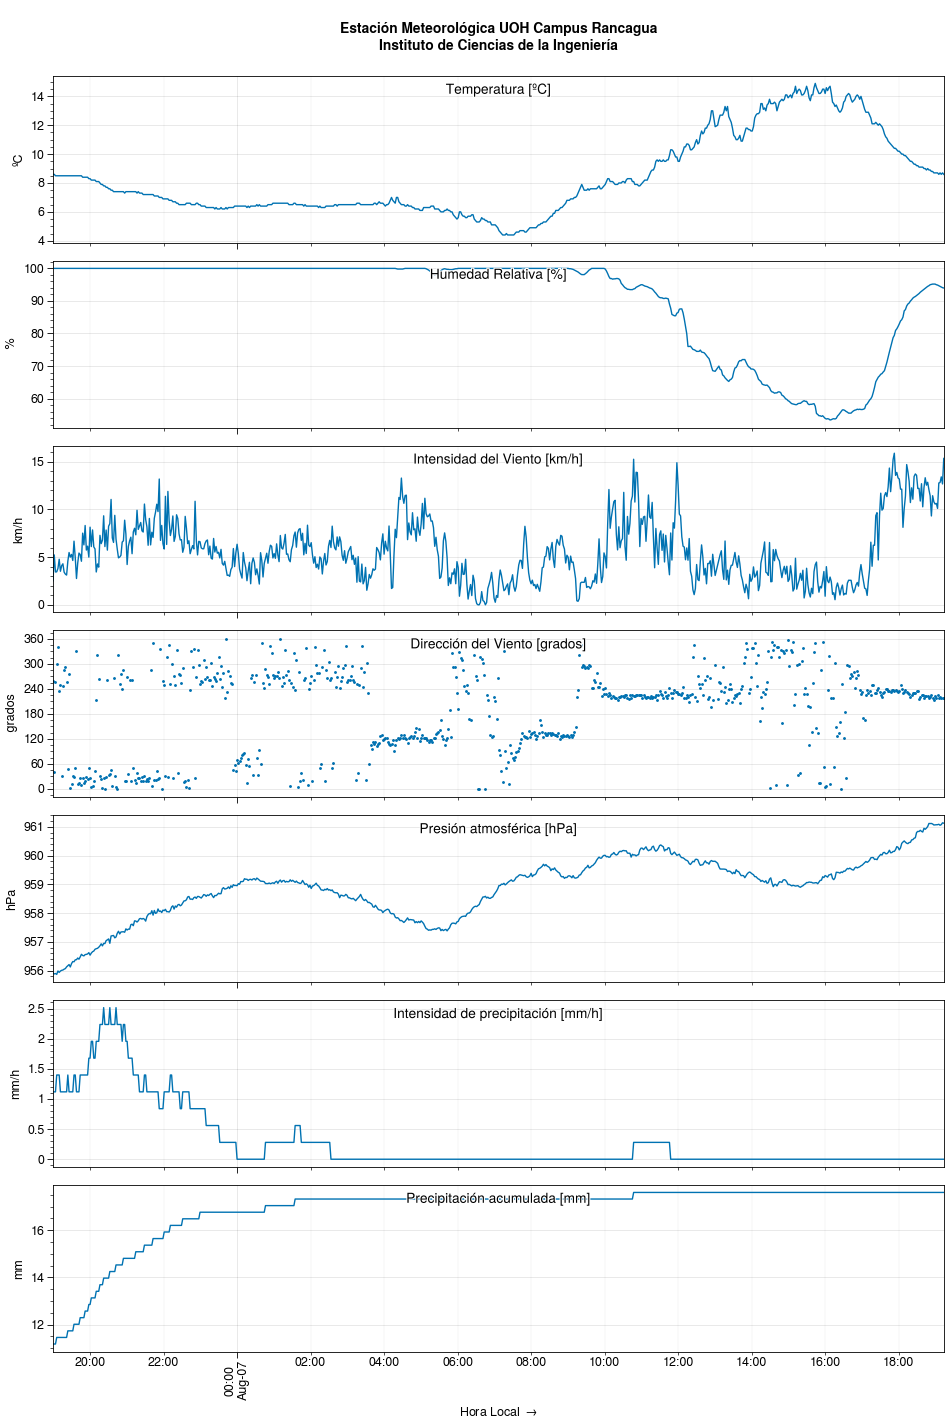 Estación Meteorológica UOH Campus Rancagua
Instituto de Ciencias de la Ingeniería
Temperatura [ºC]
ºC
14
12
10
8
6
4
Humedad Relativa [%]
%
100
90
80
70
60
Intensidad del Viento [km/h]
km/h
15
10
5
0
Dirección del Viento [grados]
grados
360
300
240
180
120
60
0
Presión atmosférica [hPa]
hPa
961
960
959
958
957
956
Intensidad de precipitación [mm/h]
mm/h
2.5
2
1.5
1
0.5
0
Precipitación acumulada [mm]
mm
16
14
12
20:00
22:00
00:00
Aug-07
02:00
04:00
06:00
08:00
10:00
12:00
14:00
16:00
18:00
Hora Local →